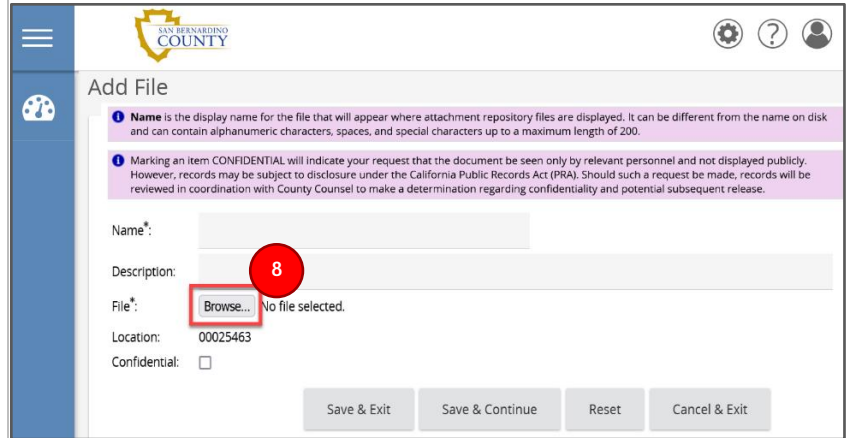 SAN BERNARDINO
COUNTY
?
Add File
Name is the display name for the file that will appear where attachment repository files are displayed. It can be different from the name on disk
and can contain alphanumeric characters, spaces, and special characters up to a maximum length of 200.
Marking an item CONFIDENTIAL will indicate your request that the document be seen only by relevant personnel and not displayed publicly.
However, records may be subject to disclosure under the California Public Records Act (PRA). Should such a request be made, records will be
reviewed in coordination with County Counsel to make a determination regarding confidentiality and potential subsequent release.
Name*:
Description:
8
File*: Browse... No file selected.
Location: 00025463
Confidential:
Save & Exit Save & Continue Reset Cancel & Exit